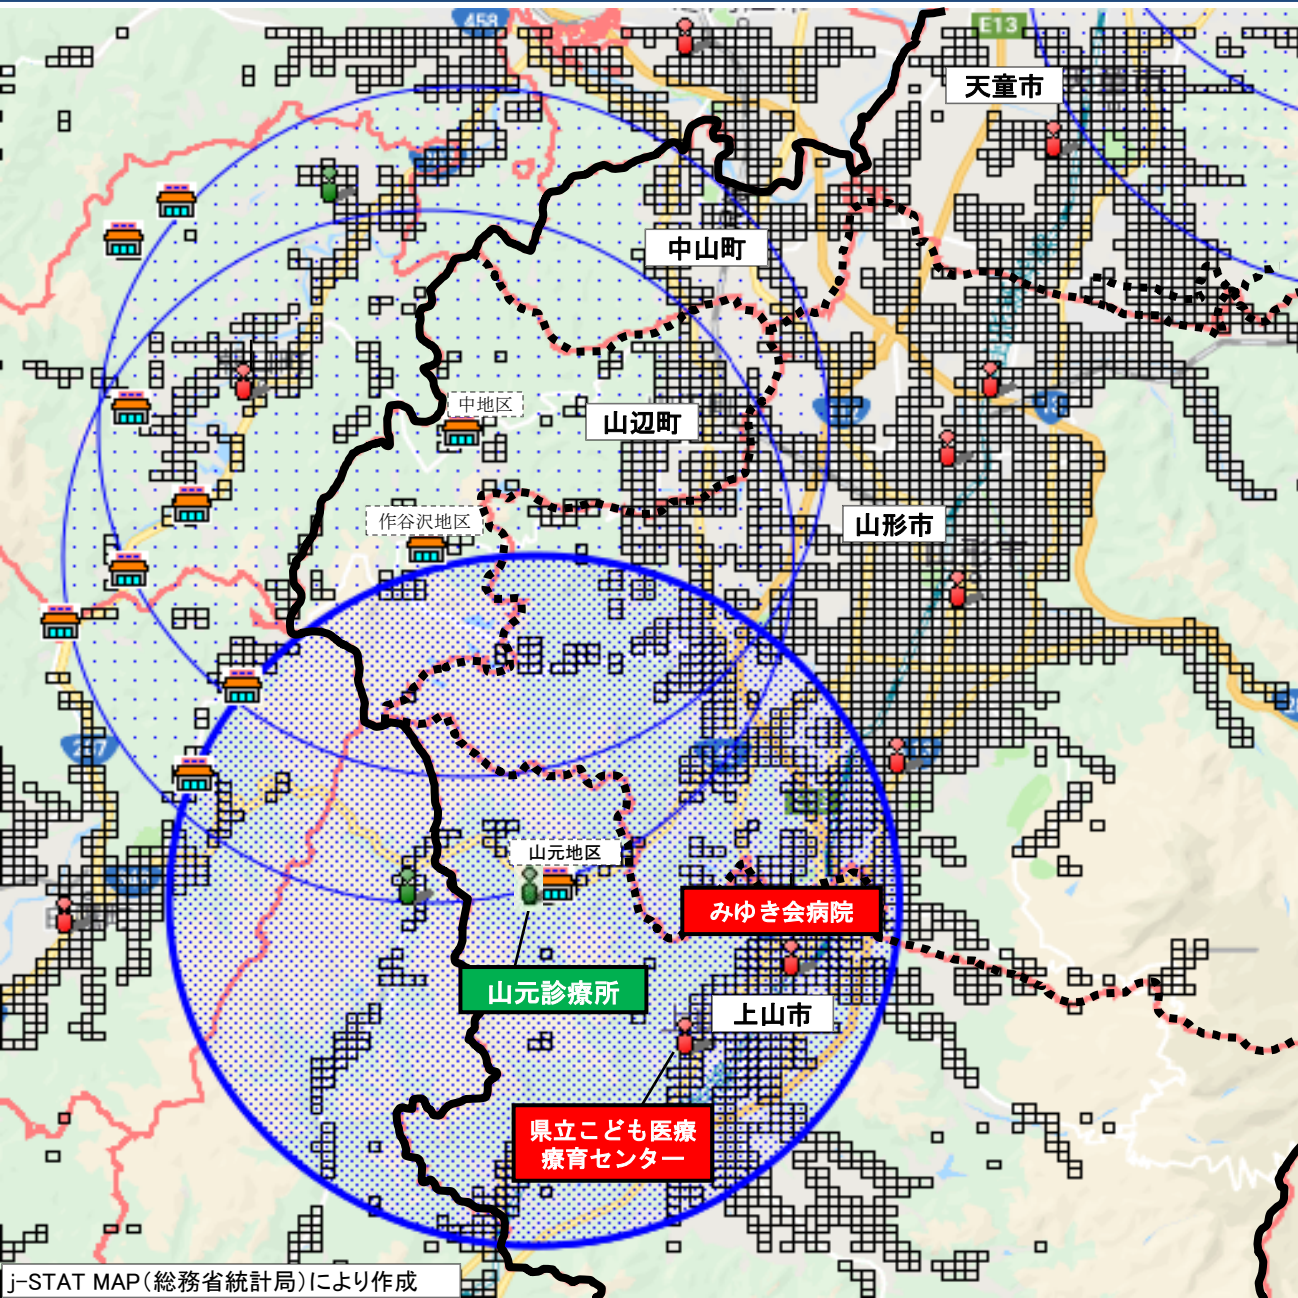 458
E13
天童市
中山町
中地区
山辺町
作谷沢地区
山形市
山元地区
みゆき会病院
山元診療所
上山市
県立こども医療
療育センター
j-STAT MAP(総務省統計局)により作成